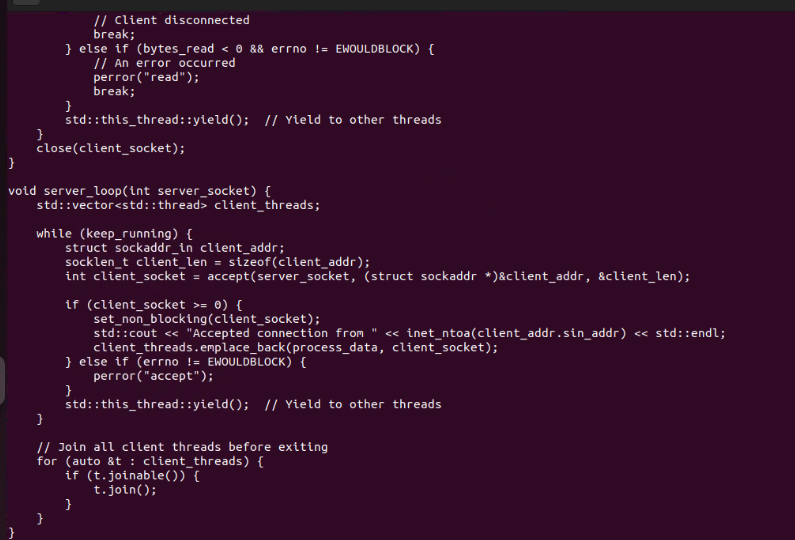 // Client disconnected
break;
} else if (bytes_read < 0 && errno != EWOULDBLOCK) {
// An error occurred
perror("read");
break;
}
std::this_thread::yield();  // Yield to other threads
}
close(client_socket);
}
void server_loop(int server_socket) {
std::vector<std::thread> client_threads;
while (keep_running) {
struct sockaddr_in client_addr;
socklen_t client_len = sizeof(client_addr);
int client_socket = accept(server_socket, (struct sockaddr *)&client_addr, &client_len);
if (client_socket >= 0) {
set_non_blocking(client_socket);
std::cout << "Accepted connection from " << inet_ntoa(client_addr.sin_addr) << std::endl;
client_threads.emplace_back(process_data, client_socket);
} else if (errno != EWOULDBLOCK) {
perror("accept");
}
std::this_thread::yield();  // Yield to other threads
}
// Join all client threads before exiting
for (auto &t : client_threads) {
if (t.joinable()) {
t.join();
}
}
}